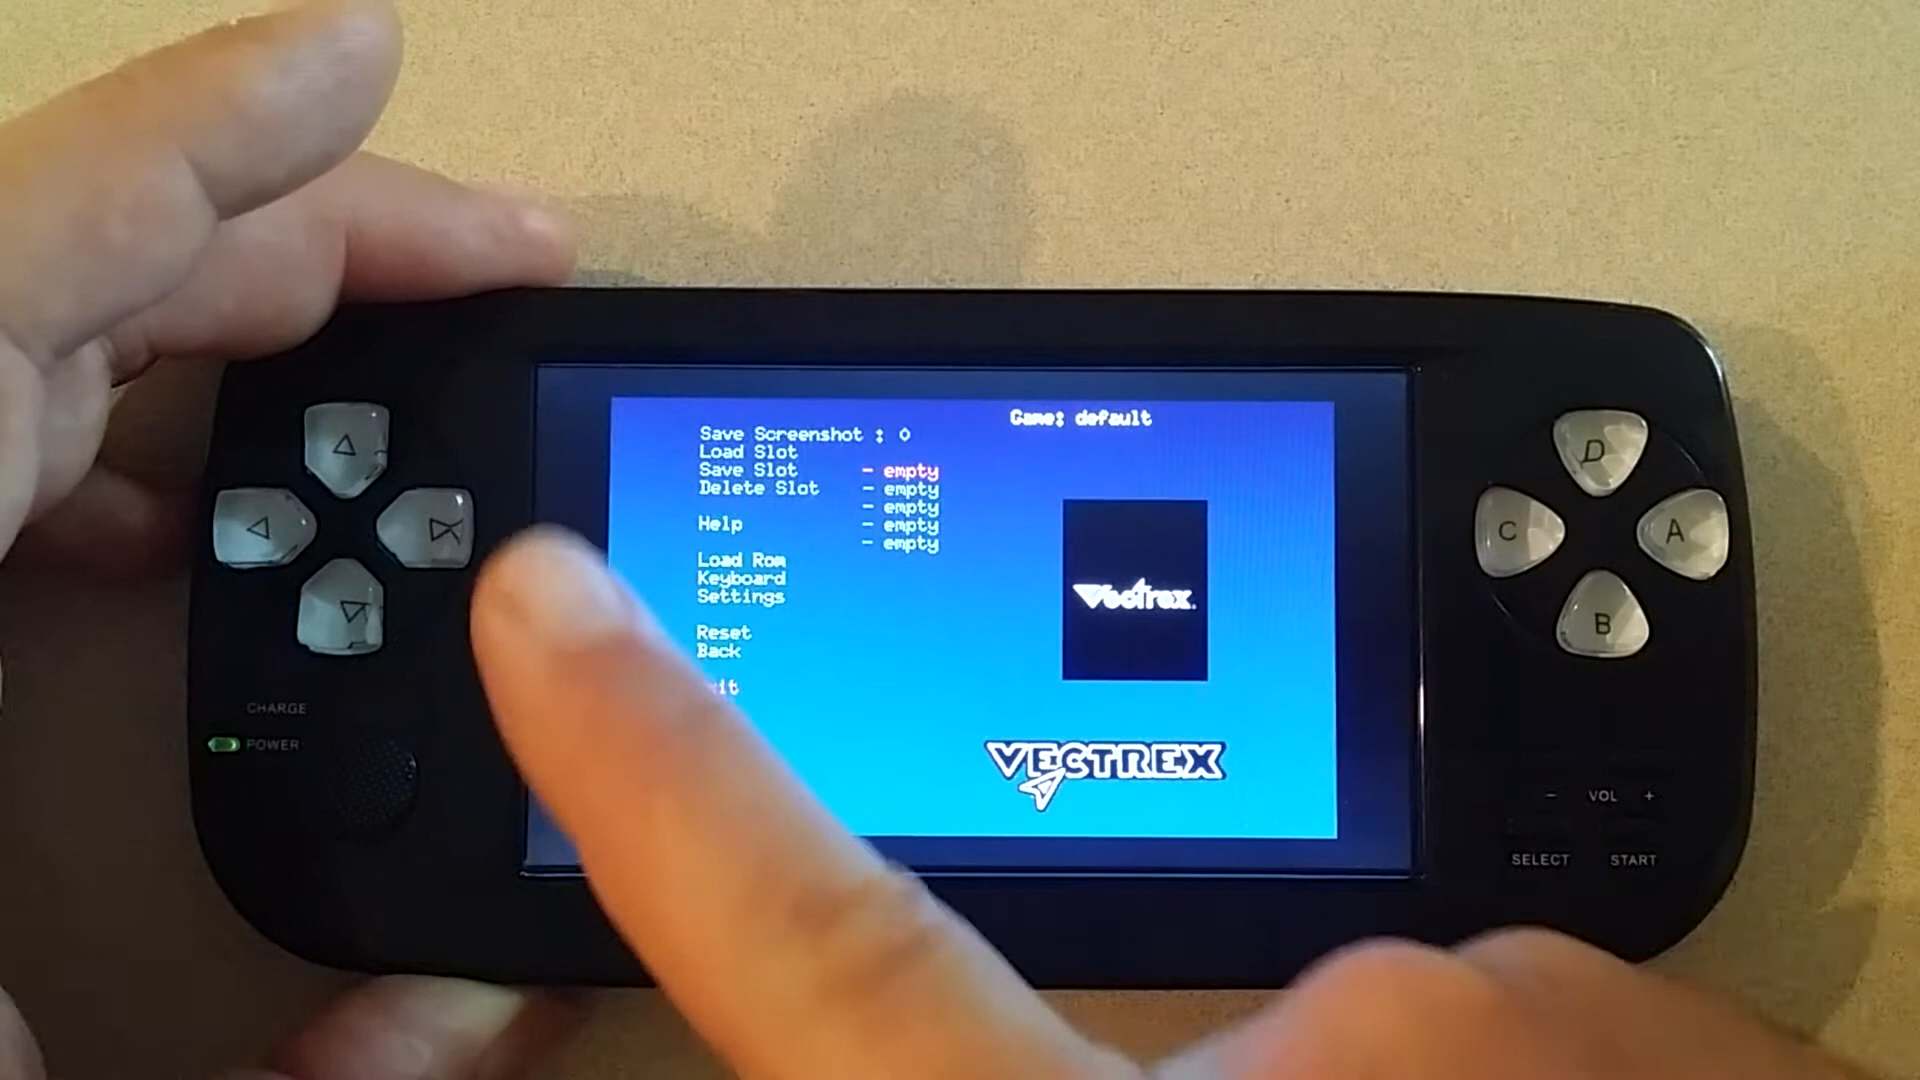 Game: default
Save Screenshot : 0
Load Slot
Save Slot - empty
Delete Slot - empty
- empty
Help - empty
- empty
Load Rom
Keyboard
Settings
Reset
Back
it
Vectrex
VECTREX
D
C
A
B
CHARGE
POWER
- VOL +
SELECT START